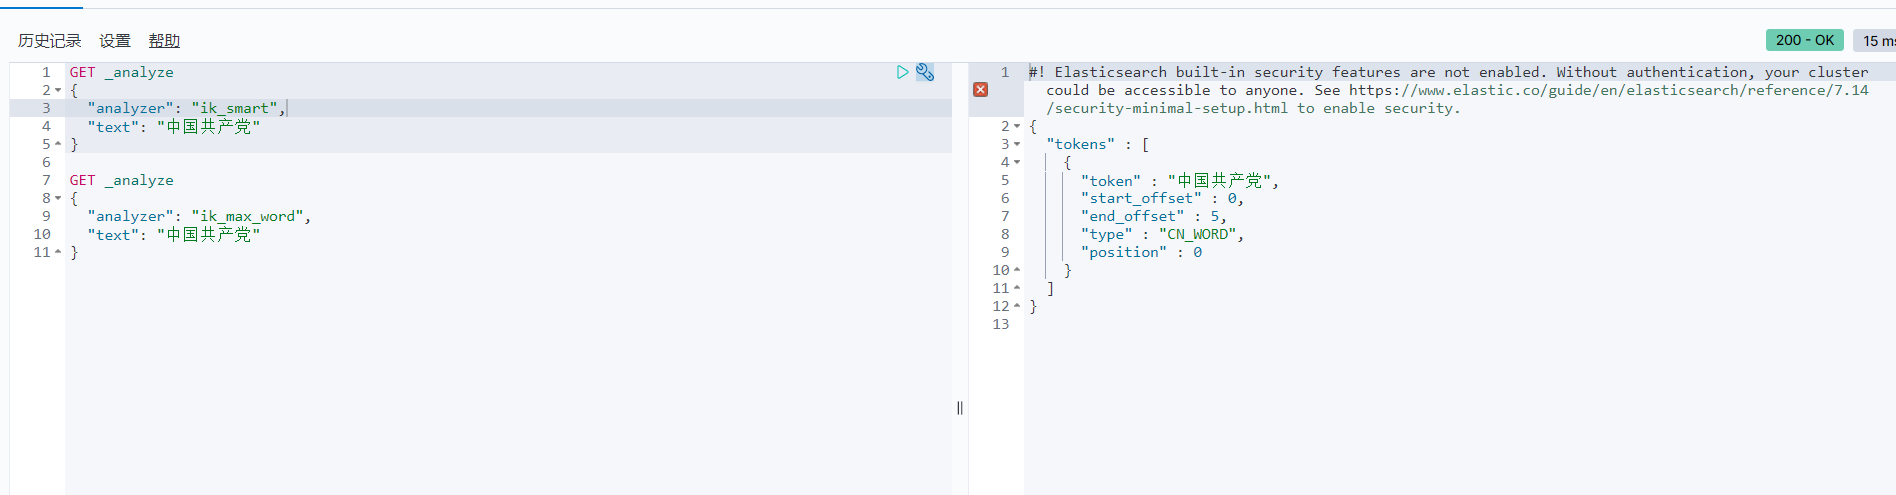 历史记录 设置 帮助
200 - OK
15 ms
1 GET _analyze
2 {
3 "analyzer": "ik_smart",
4 "text": "中国共产党"
5 }
6
7 GET _analyze
8 {
9 "analyzer": "ik_max_word",
10 "text": "中国共产党"
11 }
1 #! Elasticsearch built-in security features are not enabled. Without authentication, your cluster
could be accessible to anyone. See https://www.elastic.co/guide/en/elasticsearch/reference/7.14
/security-minimal-setup.html to enable security.
2 {
3 "tokens" : [
4 {
5 "token" : "中国共产党",
6 "start_offset" : 0,
7 "end_offset" : 5,
8 "type" : "CN_WORD",
9 "position" : 0
10 }
11 ]
12 }
13